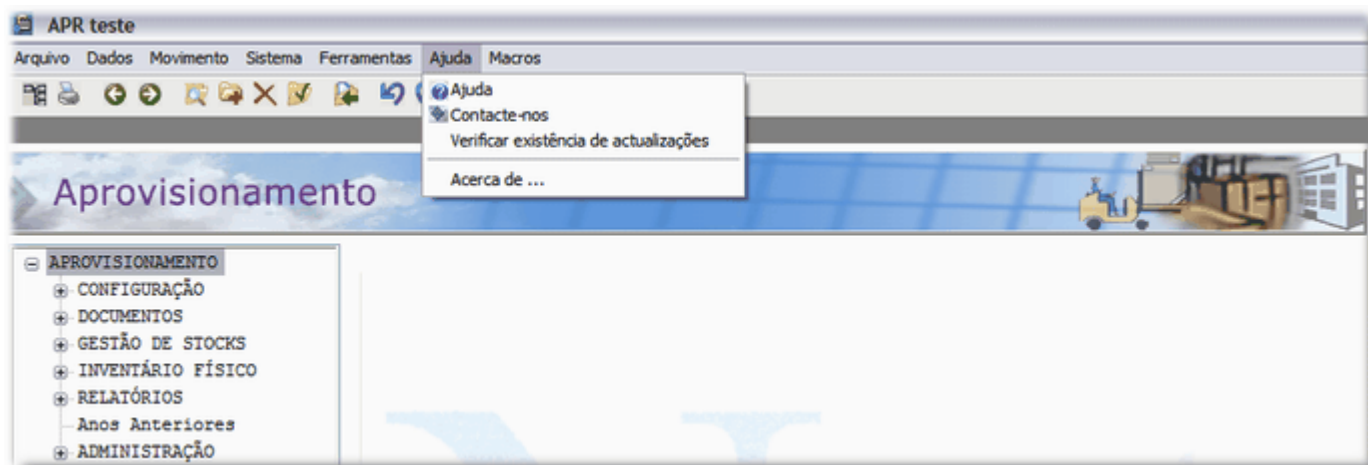 APR teste
Arquivo Dados Movimento Sistema Ferramentas Ajuda Macros
Ajuda
Contacte-nos
Verificar existência de actualizações
Acerca de ...
Aprovisionamento
APROVISIONAMENTO
CONFIGURAÇÃO
DOCUMENTOS
GESTÃO DE STOCKS
INVENTÁRIO FÍSICO
RELATÓRIOS
Anos Anteriores
ADMINISTRAÇÃO